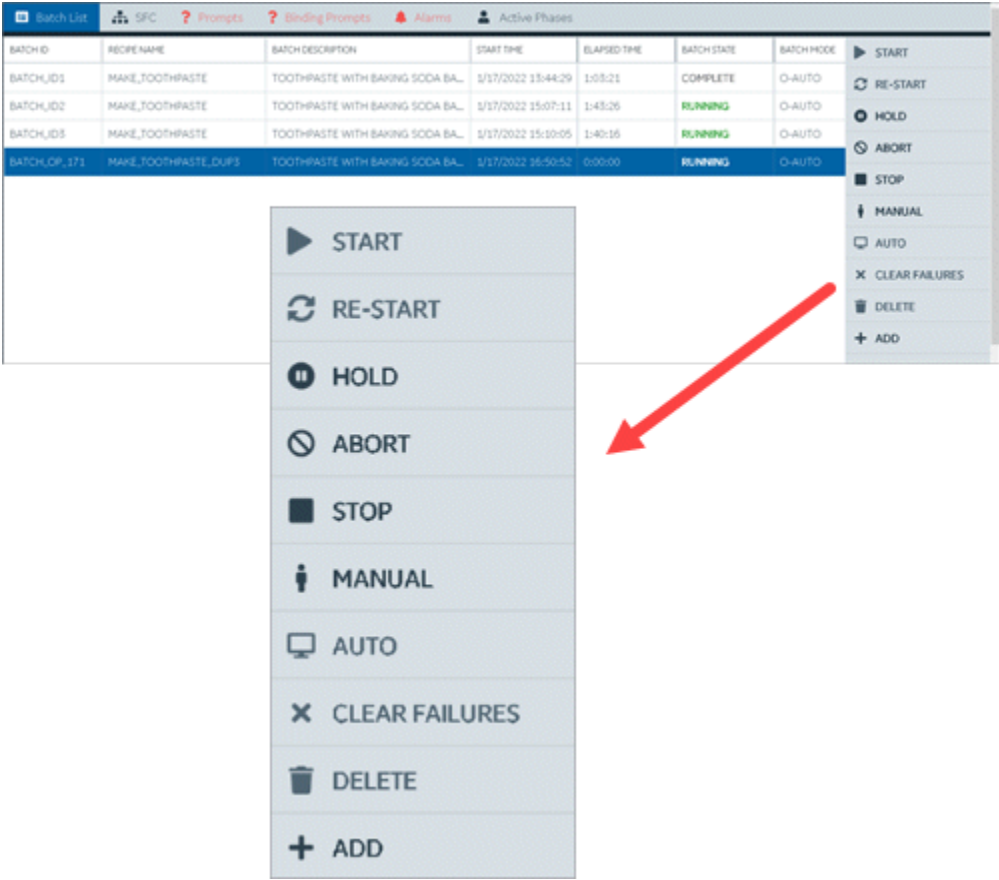 Batch List SFC ? Prompts ? Binding Prompts Alarms Active Phases
BATCH ID RECIPE NAME BATCH DESCRIPTION START TIME ELAPSED TIME BATCH STATE BATCH MODE
BATCH_ID1 MAKE_TOOTHPASTE TOOTHPASTE WITH BAKING SODA BA... 1/17/2022 13:44:29 1:03:21 COMPLETE O-AUTO
BATCH_ID2 MAKE_TOOTHPASTE TOOTHPASTE WITH BAKING SODA BA... 1/17/2022 15:07:11 1:43:26 RUNNING O-AUTO
BATCH_ID3 MAKE_TOOTHPASTE TOOTHPASTE WITH BAKING SODA BA... 1/17/2022 15:10:05 1:40:16 RUNNING O-AUTO
BATCH_OP_171 MAKE_TOOTHPASTE_DUP3 TOOTHPASTE WITH BAKING SODA BA... 1/17/2022 16:50:52 0:00:00 RUNNING O-AUTO
START
RE-START
HOLD
ABORT
STOP
MANUAL
AUTO
CLEAR FAILURES
DELETE
ADD
START
RE-START
HOLD
ABORT
STOP
MANUAL
AUTO
CLEAR FAILURES
DELETE
ADD